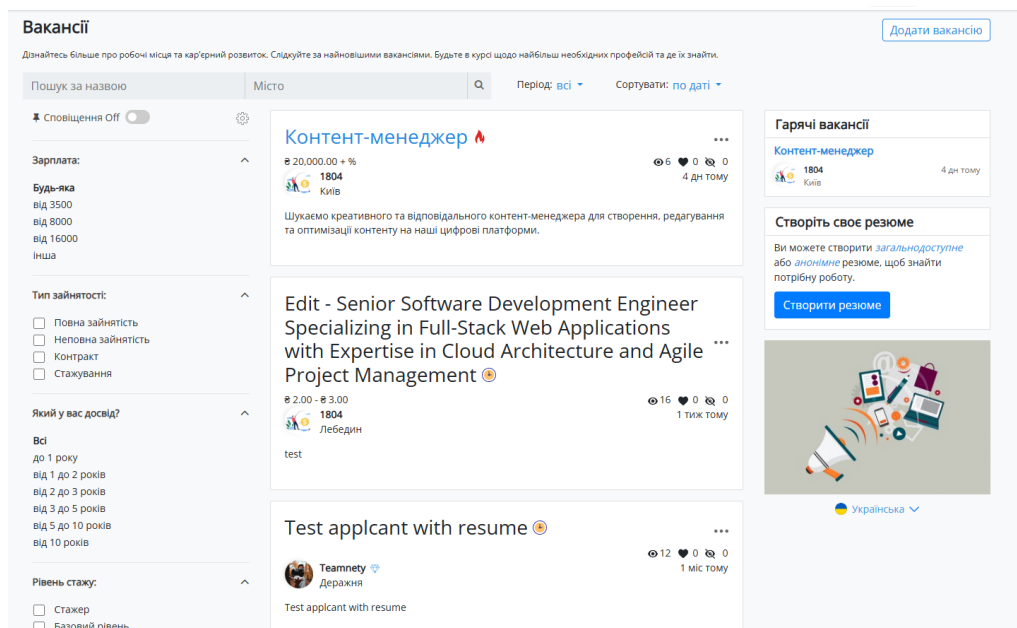 Вакансії
Додати вакансію
Дізнайтесь більше про робочі місця та кар'єрний розвиток. Слідкуйте за найновішими вакансіями. Будьте в курсі щодо найбільш необхідних професій та де їх знайти.
Пошук за назвою
Місто
Період: всі
Сортувати: по даті
Сповіщення Off
Зарплата:
Будь-яка
від 3500
від 8000
від 16000
інша
Тип зайнятості:
Повна зайнятість
Неповна зайнятість
Контракт
Стажування
Який у вас досвід?
Всі
до 1 року
від 1 до 2 років
від 2 до 3 років
від 3 до 5 років
від 5 до 10 років
від 10 років
Рівень стажу:
Стажер
Базовий рівень
Контент-менеджер
₴ 20,000.00 + %
6 0 0
1804
4 дн тому
Київ
Шукаємо креативного та відповідального контент-менеджера для створення, редагування
та оптимізації контенту на наші цифрові платформи.
Edit - Senior Software Development Engineer
Specializing in Full-Stack Web Applications
with Expertise in Cloud Architecture and Agile
Project Management
₴ 2.00 - ₴ 3.00
16 0 0
1804
1 тиж тому
Лебедин
test
Test applcant with resume
12 0 0
Teamnety
1 міс тому
Деражня
Test applcant with resume
Гарячі вакансії
Контент-менеджер
1804
4 дн тому
Київ
Створіть своє резюме
Ви можете створити загальнодоступне
або анонімне резюме, щоб знайти
потрібну роботу.
Створити резюме
Українська